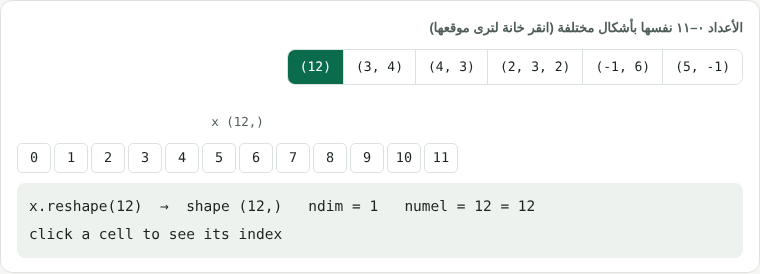 الأعداد ٠–١١ نفسها بأشكال مختلفة (انقر خانة لترى موقعها)
(12) (3, 4) (4, 3) (2, 3, 2) (-1, 6) (5, -1)
x (12,)
0 1 2 3 4 5 6 7 8 9 10 11
x.reshape(12) → shape (12,) ndim = 1 numel = 12 = 12
click a cell to see its index